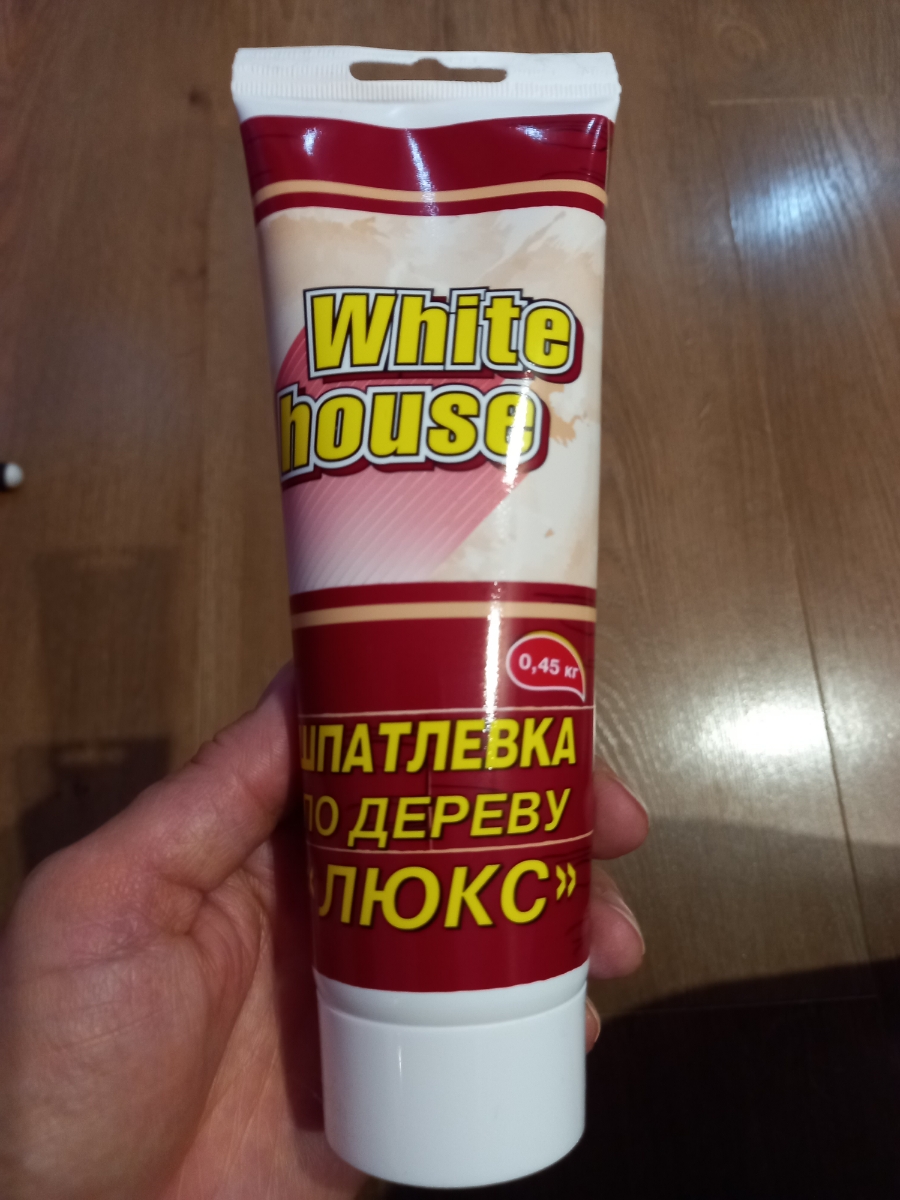 White
house
0,45 кг
ШПАТЛЕВКА
ПО ДЕРЕВУ
«ЛЮКС»